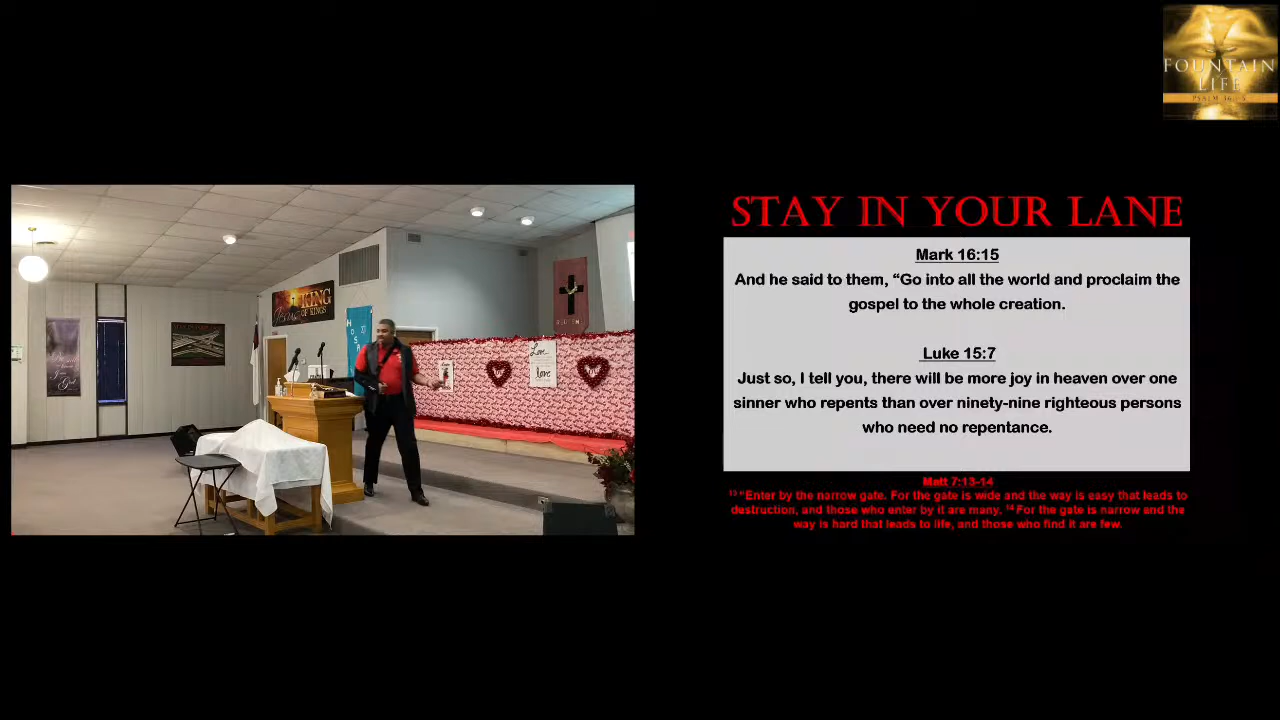 FOUNTAIN
LIFE
STAY IN YOUR LANE
Mark 16:15
And he said to them, “Go into all the world and proclaim the
gospel to the whole creation.
Luke 15:7
Just so, I tell you, there will be more joy in heaven over one
sinner who repents than over ninety-nine righteous persons
who need no repentance.
Matt 7:13-14
13 “Enter by the narrow gate. For the gate is wide and the way is easy that leads to
destruction, and those who enter by it are many. 14 For the gate is narrow and the
way is hard that leads to life, and those who find it are few.
KING
OF KINGS
HOSA
Love
love
God